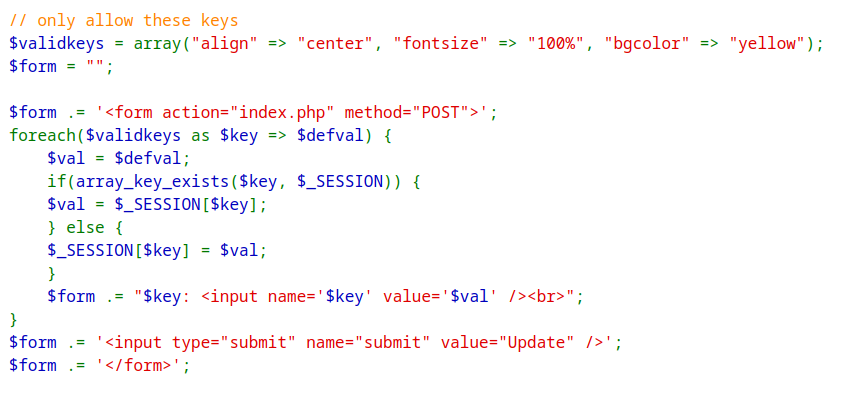 // only allow these keys
$validkeys = array("align" => "center", "fontsize" => "100%", "bgcolor" => "yellow");
$form = "";

$form .= '<form action="index.php" method="POST">';
foreach($validkeys as $key => $defval) {
    $val = $defval;
    if(array_key_exists($key, $_SESSION)) {
    $val = $_SESSION[$key];
    } else {
    $_SESSION[$key] = $val;
    }
    $form .= "$key: <input name='$key' value='$val' /><br>";
}
$form .= '<input type="submit" name="submit" value="Update" />';
$form .= '</form>';